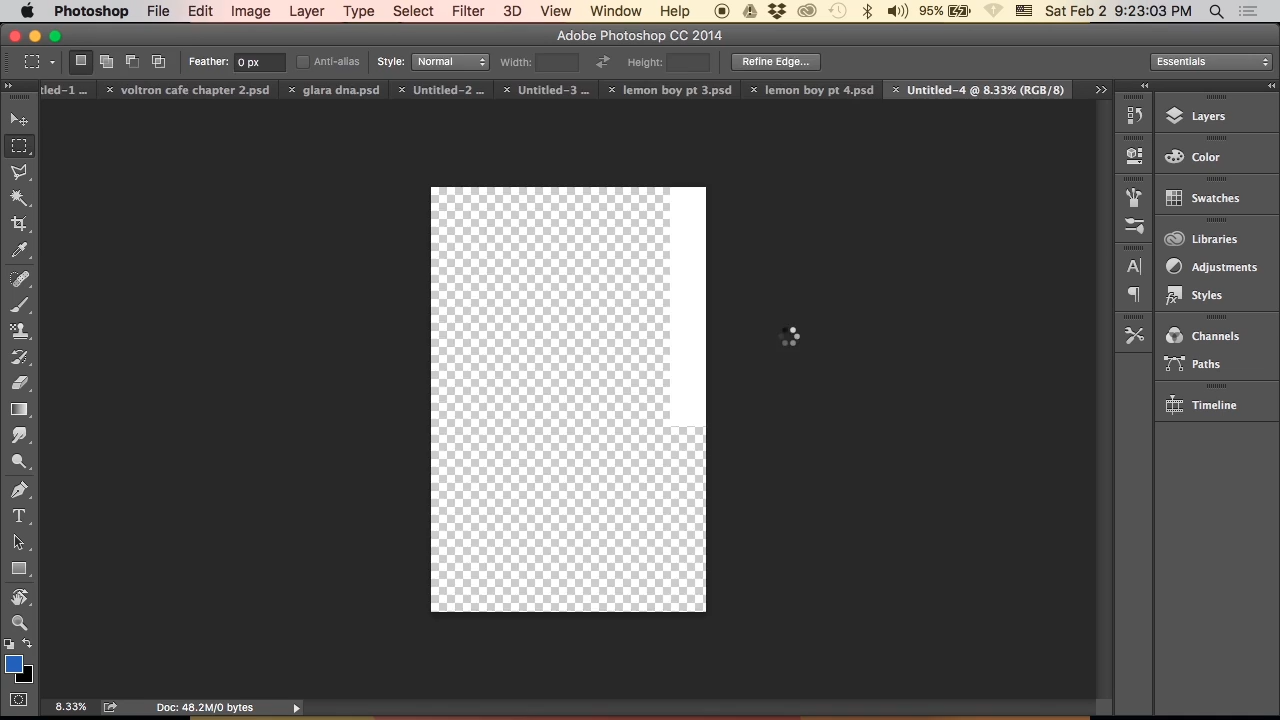 Photoshop File Edit Image Layer Type Select Filter 3D View Window Help 95% Sat Feb 2 9:23:03 PM
Adobe Photoshop CC 2014
Feather: 0 px Anti-alias Style: Normal Width: Height: Refine Edge... Essentials
tled-1 ... × voltron cafe chapter 2.psd × glara dna.psd × Untitled-2 ... × Untitled-3 ... × lemon boy pt 3.psd × lemon boy pt 4.psd × Untitled-4 @ 8.33% (RGB/8)
Layers
Color
Swatches
Libraries
Adjustments
Styles
Channels
Paths
Timeline
8.33% Doc: 48.2M/0 bytes